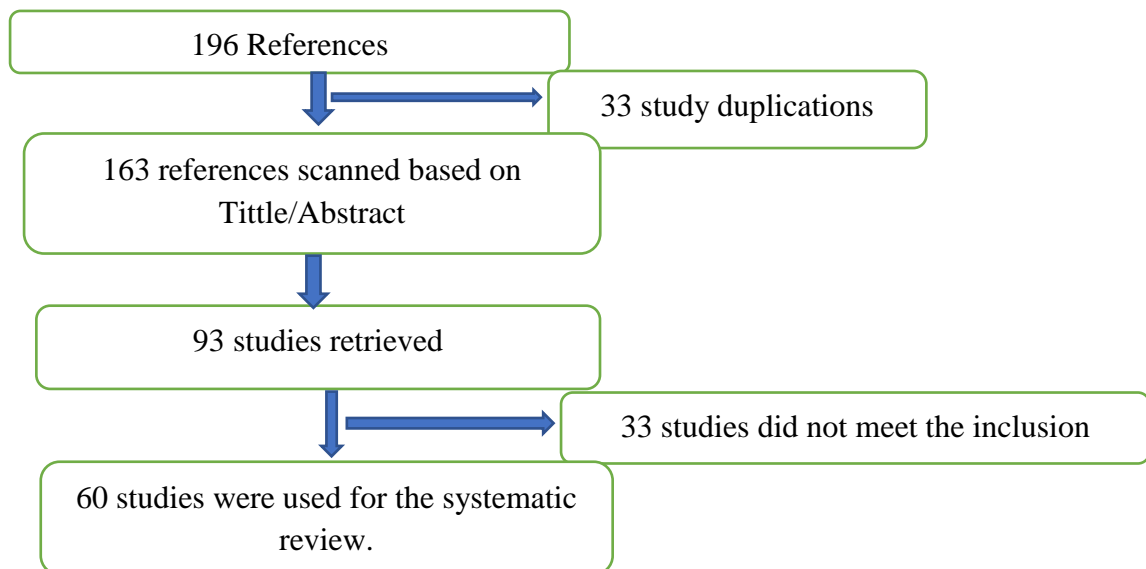 196 References
33 study duplications
163 references scanned based on
Tittle/Abstract
93 studies retrieved
33 studies did not meet the inclusion
60 studies were used for the systematic
review.